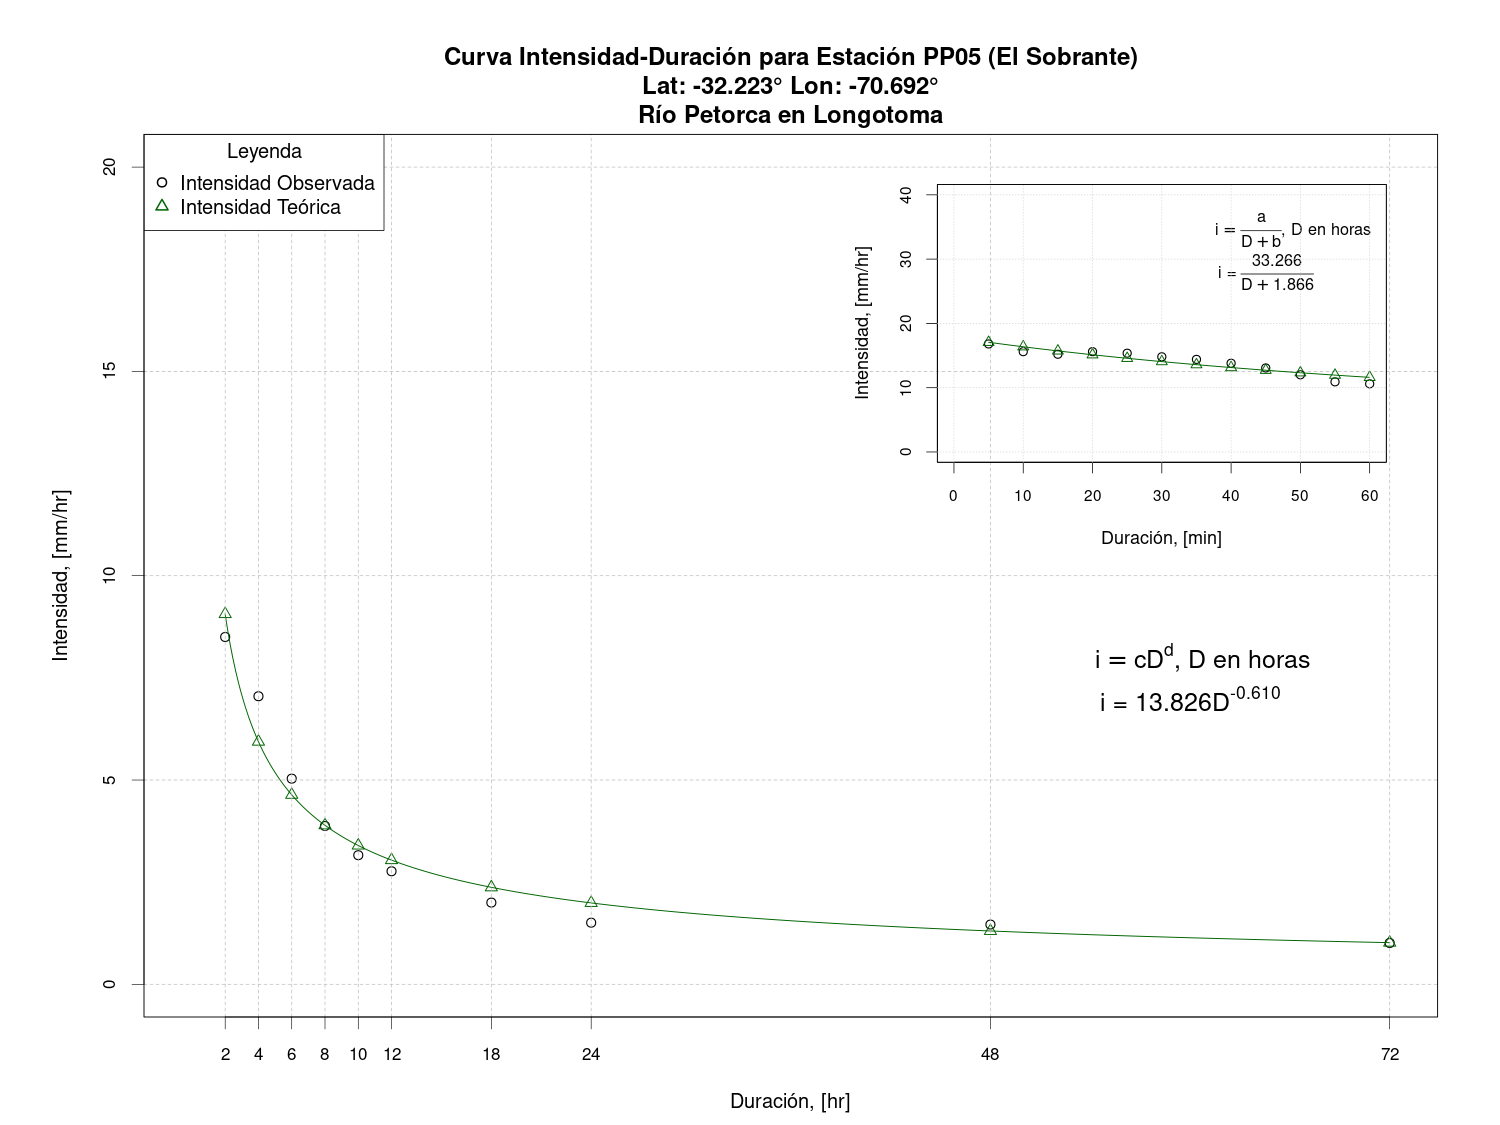 Curva Intensidad-Duración para Estación PP05 (El Sobrante)
Lat: -32.223° Lon: -70.692°
Río Petorca en Longotoma
Leyenda
Intensidad Observada
Intensidad Teórica
Intensidad, [mm/hr]
20
15
10
5
0
2 4 6 8 10 12 18 24 48 72
Duración, [hr]
Intensidad, [mm/hr]
40
30
20
10
0
0 10 20 30 40 50 60
Duración, [min]
i = a / (D + b), D en horas
i = 33.266 / (D + 1.866)
i = cD^d, D en horas
i = 13.826D^-0.610